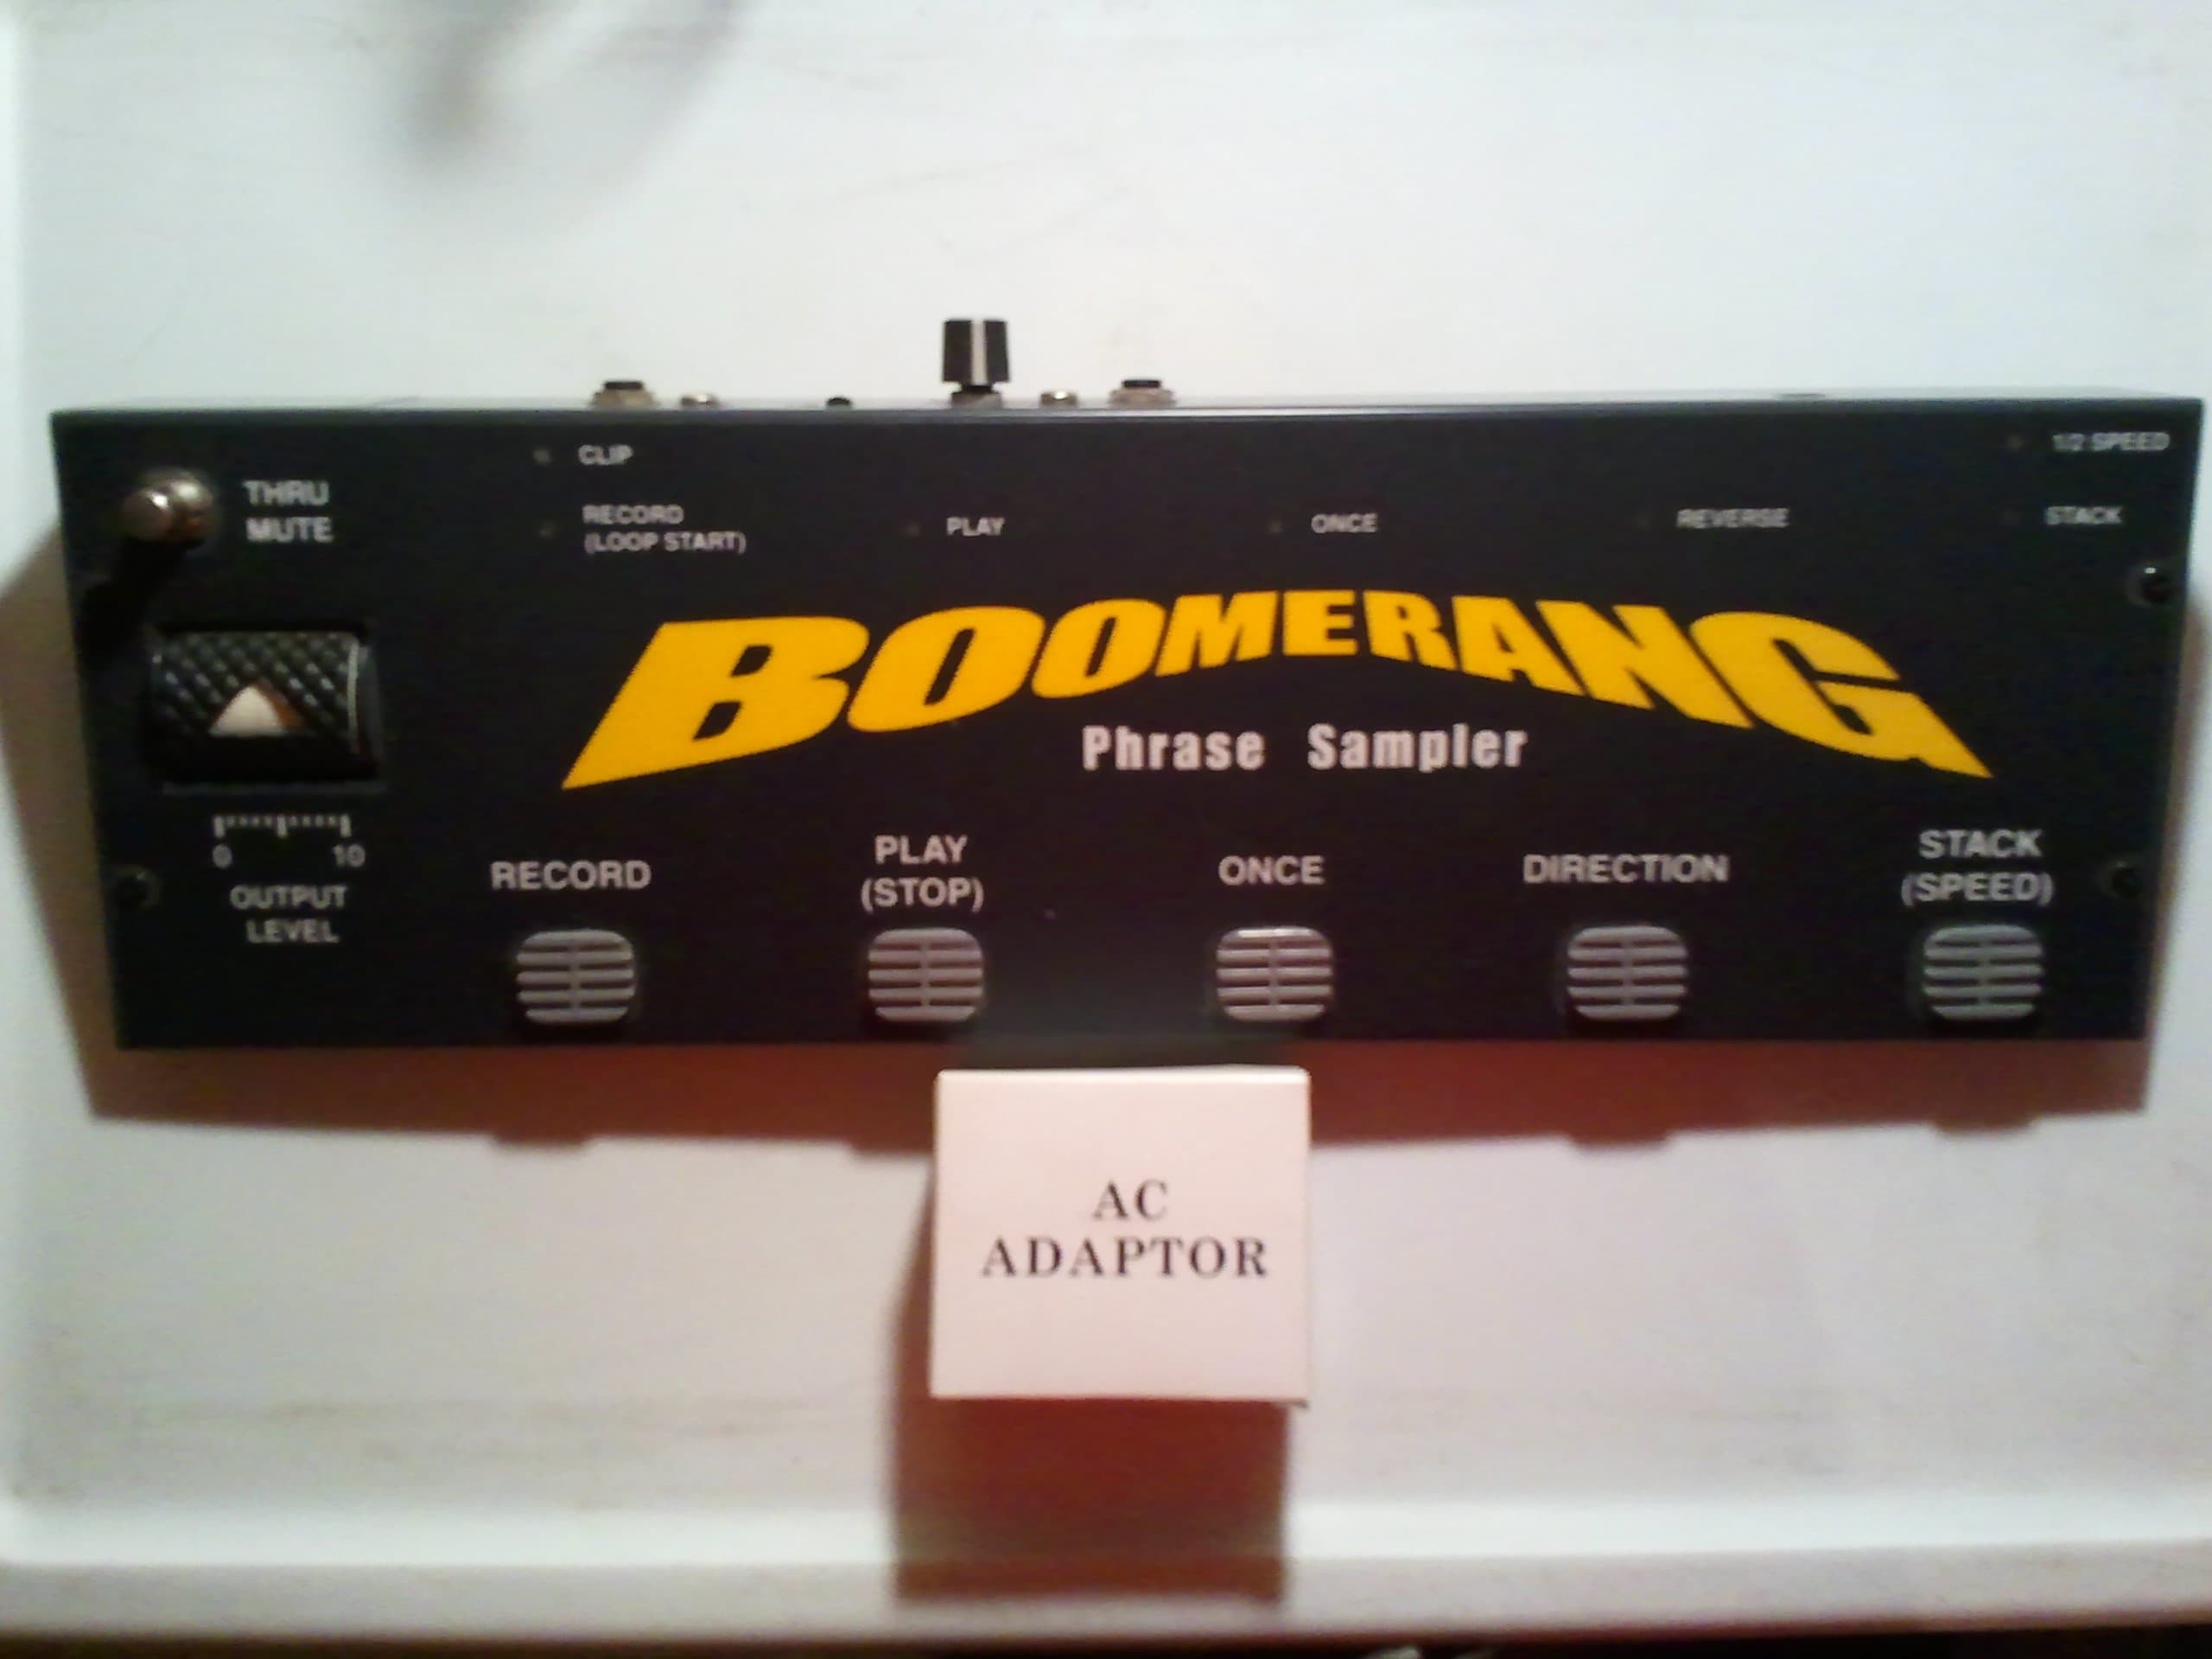 CLIP
1/2 SPEED
THRU
MUTE
RECORD
(LOOP START)
PLAY
ONCE
REVERSE
STACK
BOOMERANG
Phrase Sampler
0 10
OUTPUT
LEVEL
RECORD
PLAY
(STOP)
ONCE
DIRECTION
STACK
(SPEED)
AC
ADAPTOR